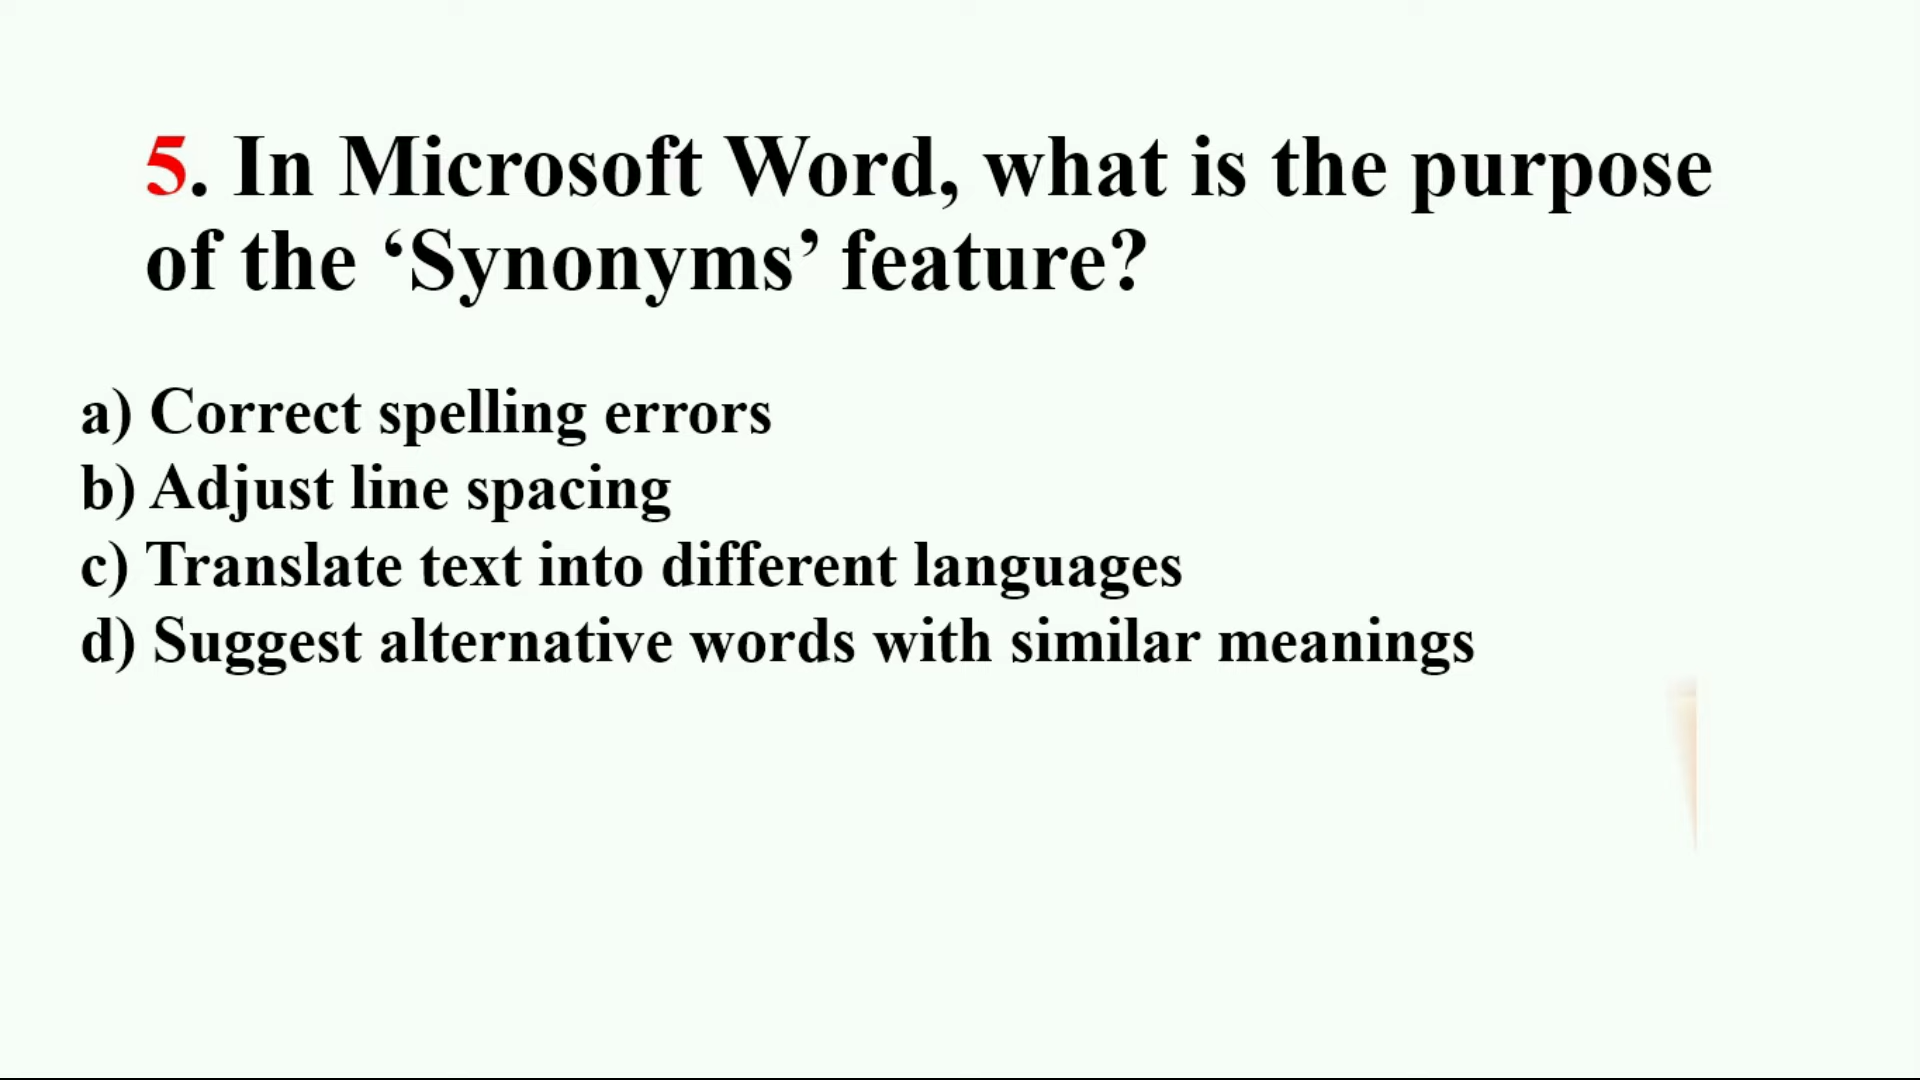 5. In Microsoft Word, what is the purpose
of the ‘Synonyms’ feature?
a) Correct spelling errors
b) Adjust line spacing
c) Translate text into different languages
d) Suggest alternative words with similar meanings